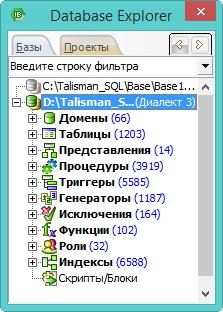 Database Explorer
Базы Проекты
Введите строку фильтра
C:\Talisman_SQL\Base\Base1...
D:\Talisman_S... (Диалект 3)
Домены (66)
Таблицы (1203)
Представления (14)
Процедуры (3919)
Триггеры (5585)
Генераторы (1187)
Исключения (164)
Функции (102)
Роли (32)
Индексы (6588)
Скрипты/Блоки